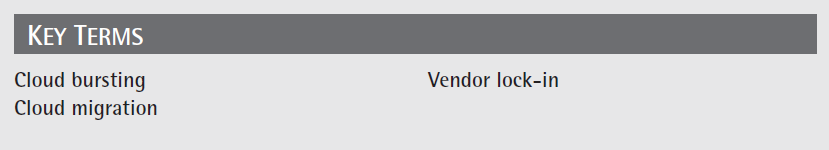 KEY TERMS
Cloud bursting
Cloud migration
Vendor lock-in